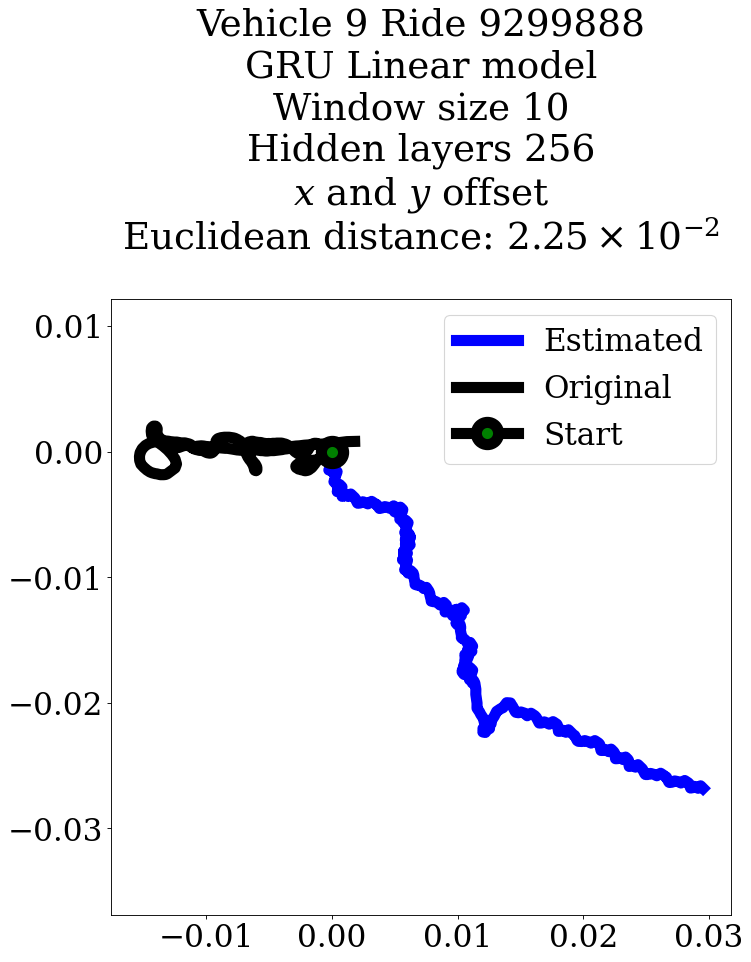 Vehicle 9 Ride 9299888
GRU Linear model
Window size 10
Hidden layers 256
x and y offset
Euclidean distance: 2.25 × 10⁻²
Estimated
Original
Start
0.01
0.00
−0.01
−0.02
−0.03
−0.01 0.00 0.01 0.02 0.03